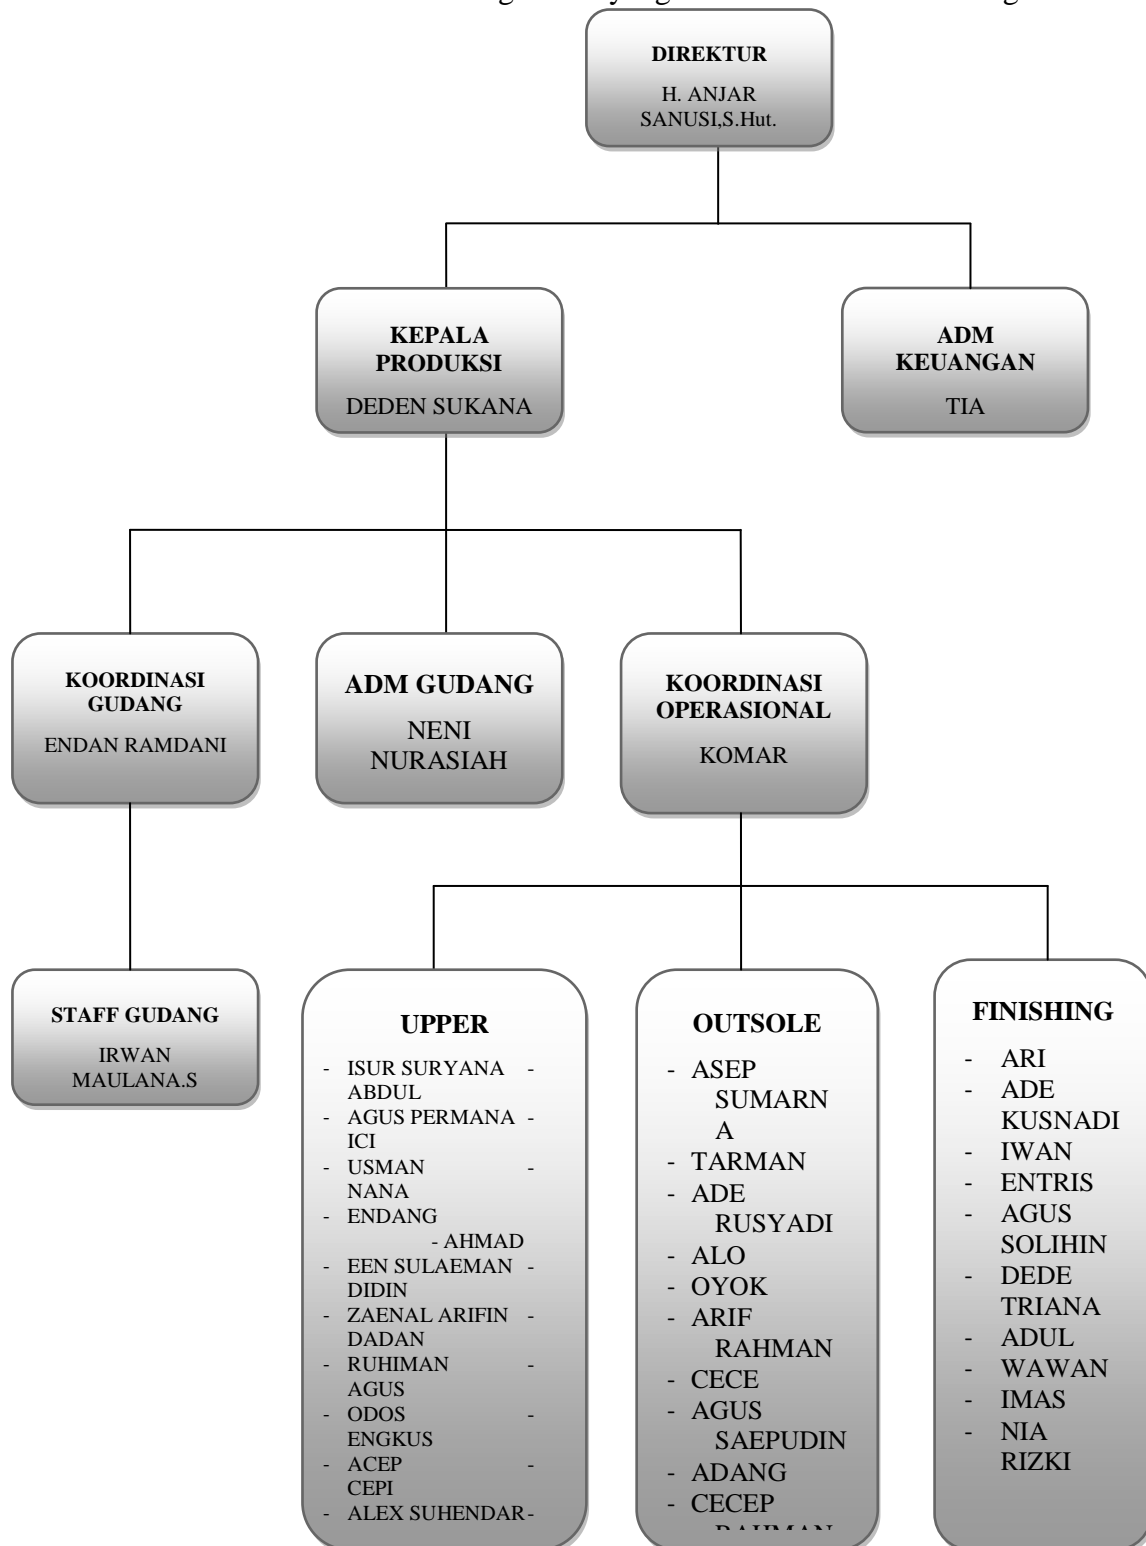 DIREKTUR
H. ANJAR
SANUSI,S.Hut.
KEPALA
PRODUKSI
DEDEN SUKANA
ADM
KEUANGAN
TIA
KOORDINASI
GUDANG
ENDAN RAMDANI
ADM GUDANG
NENI
NURASIAH
KOORDINASI
OPERASIONAL
KOMAR
STAFF GUDANG
IRWAN
MAULANA.S
UPPER
- ISUR SURYANA -
ABDUL
- AGUS PERMANA -
ICI
- USMAN -
NANA
- ENDANG
- AHMAD
- EEN SULAEMAN -
DIDIN
- ZAENAL ARIFIN -
DADAN
- RUHIMAN -
AGUS
- ODOS -
ENGKUS
- ACEP -
CEPI
- ALEX SUHENDAR -
OUTSOLE
- ASEP
SUMARN
A
- TARMAN
- ADE
RUSYADI
- ALO
- OYOK
- ARIF
RAHMAN
- CECE
- AGUS
SAEPUDIN
- ADANG
- CECEP
RAHMAN
FINISHING
- ARI
- ADE
KUSNADI
- IWAN
- ENTRIS
- AGUS
SOLIHIN
- DEDE
TRIANA
- ADUL
- WAWAN
- IMAS
- NIA
RIZKI